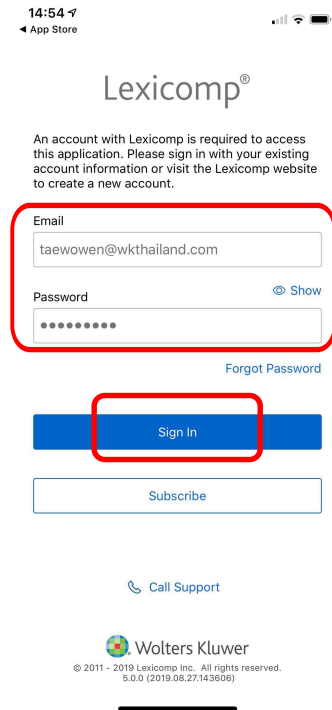 14:54
App Store
Lexicomp®
An account with Lexicomp is required to access
this application. Please sign in with your existing
account information or visit the Lexicomp website
to create a new account.
Email
taewowen@wkthailand.com
Password
Show
•••••••••
Forgot Password
Sign In
Subscribe
Call Support
Wolters Kluwer
© 2011 - 2019 Lexicomp Inc. All rights reserved.
5.0.0 (2019.08.27.143606)